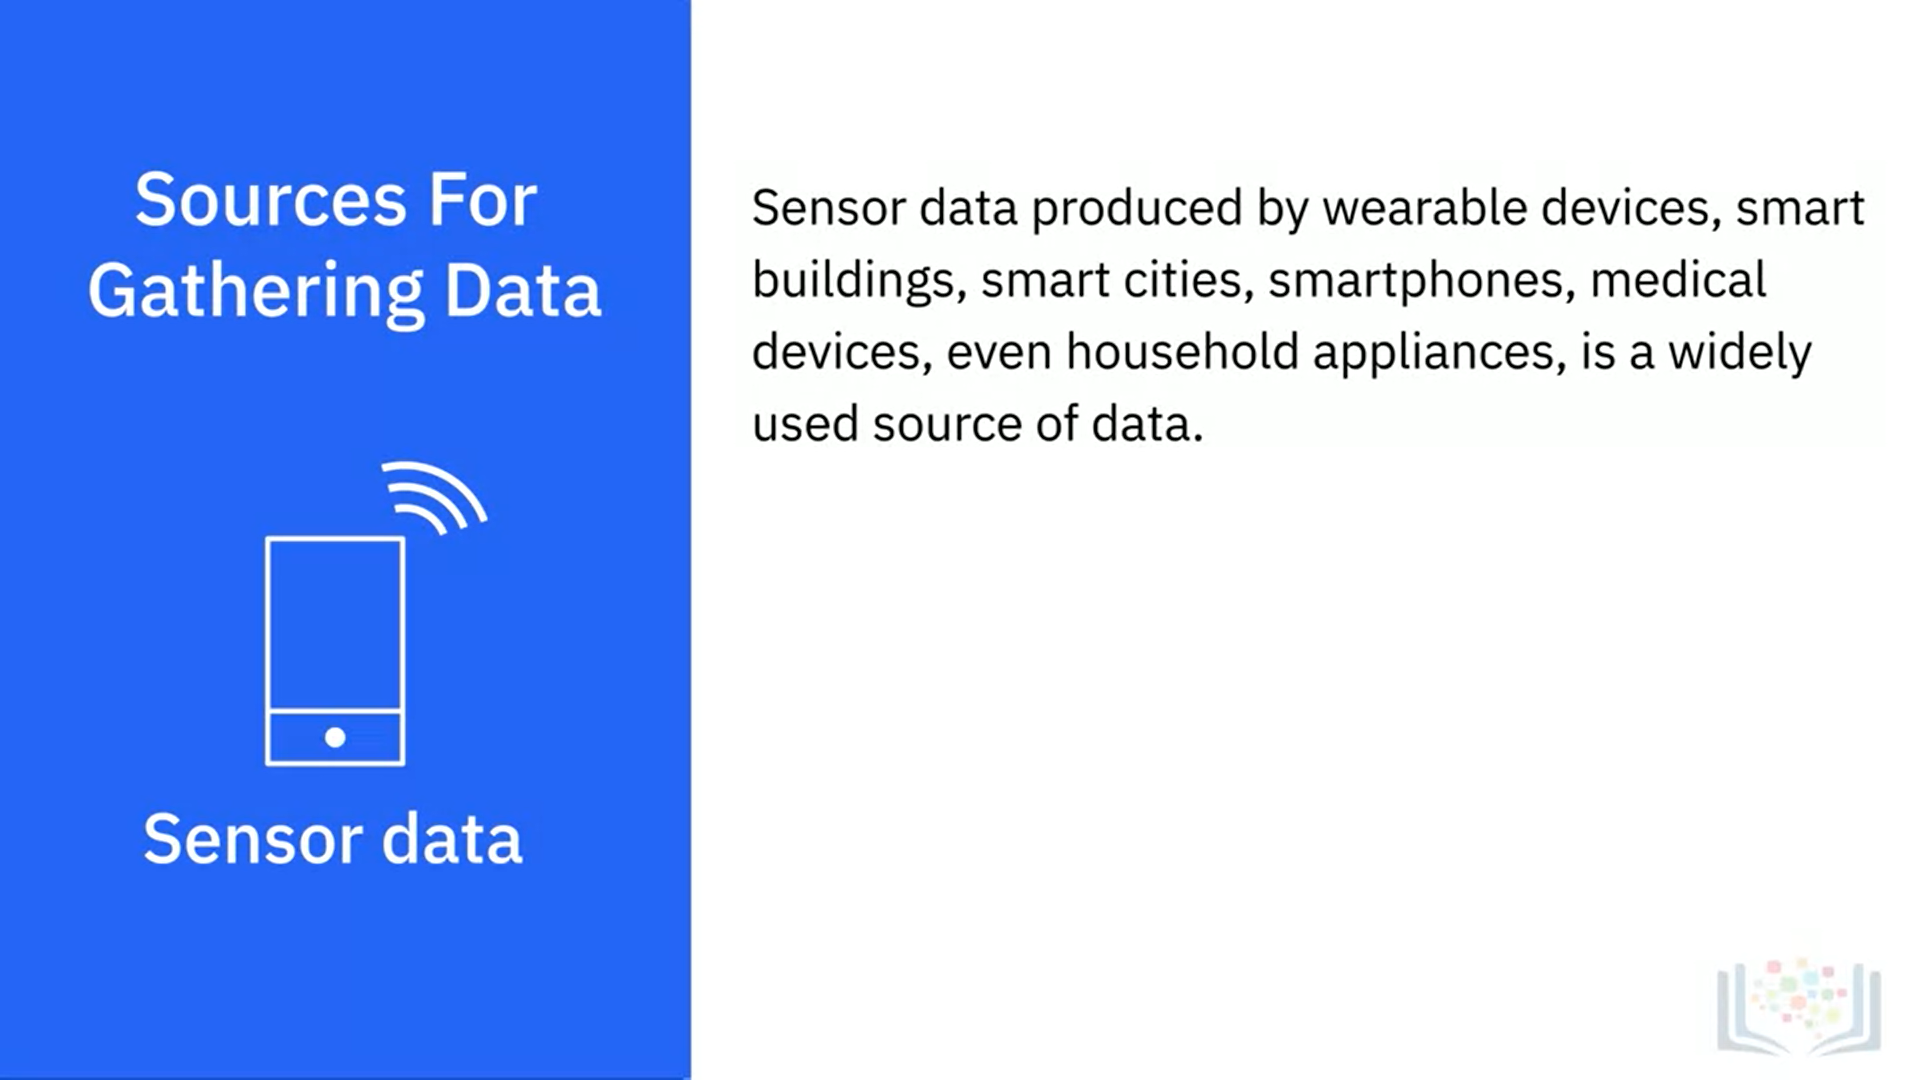 Sources For
Gathering Data
Sensor data
Sensor data produced by wearable devices, smart
buildings, smart cities, smartphones, medical
devices, even household appliances, is a widely
used source of data.